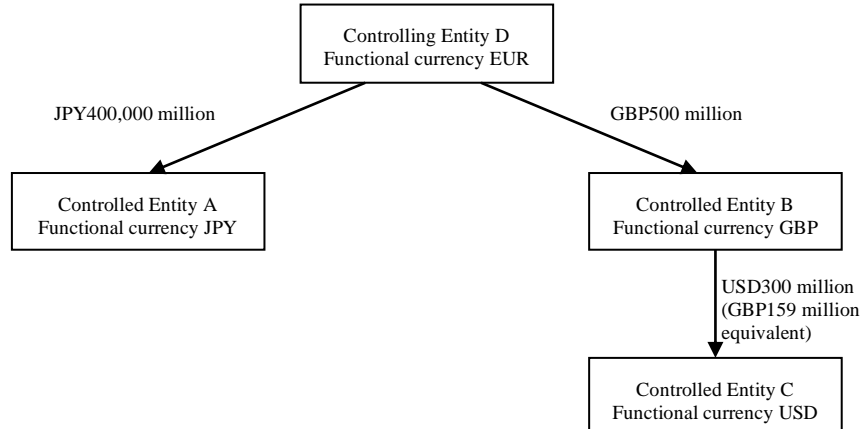 Controlling Entity D
Functional currency EUR
JPY400,000 million
GBP500 million
Controlled Entity A
Functional currency JPY
Controlled Entity B
Functional currency GBP
USD300 million
(GBP159 million
equivalent)
Controlled Entity C
Functional currency USD